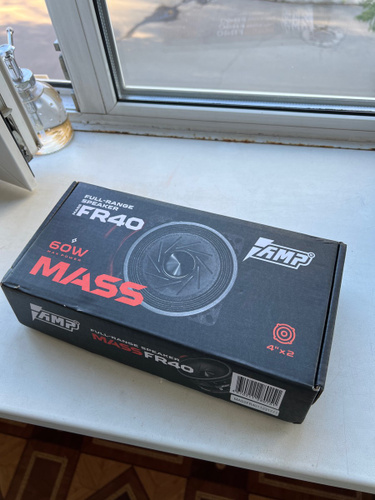 FULL-RANGE
SPEAKER
FR40
60W
MASS
AMP®
4"x2
AMP
FULL-RANGE SPEAKER
MASS FR40